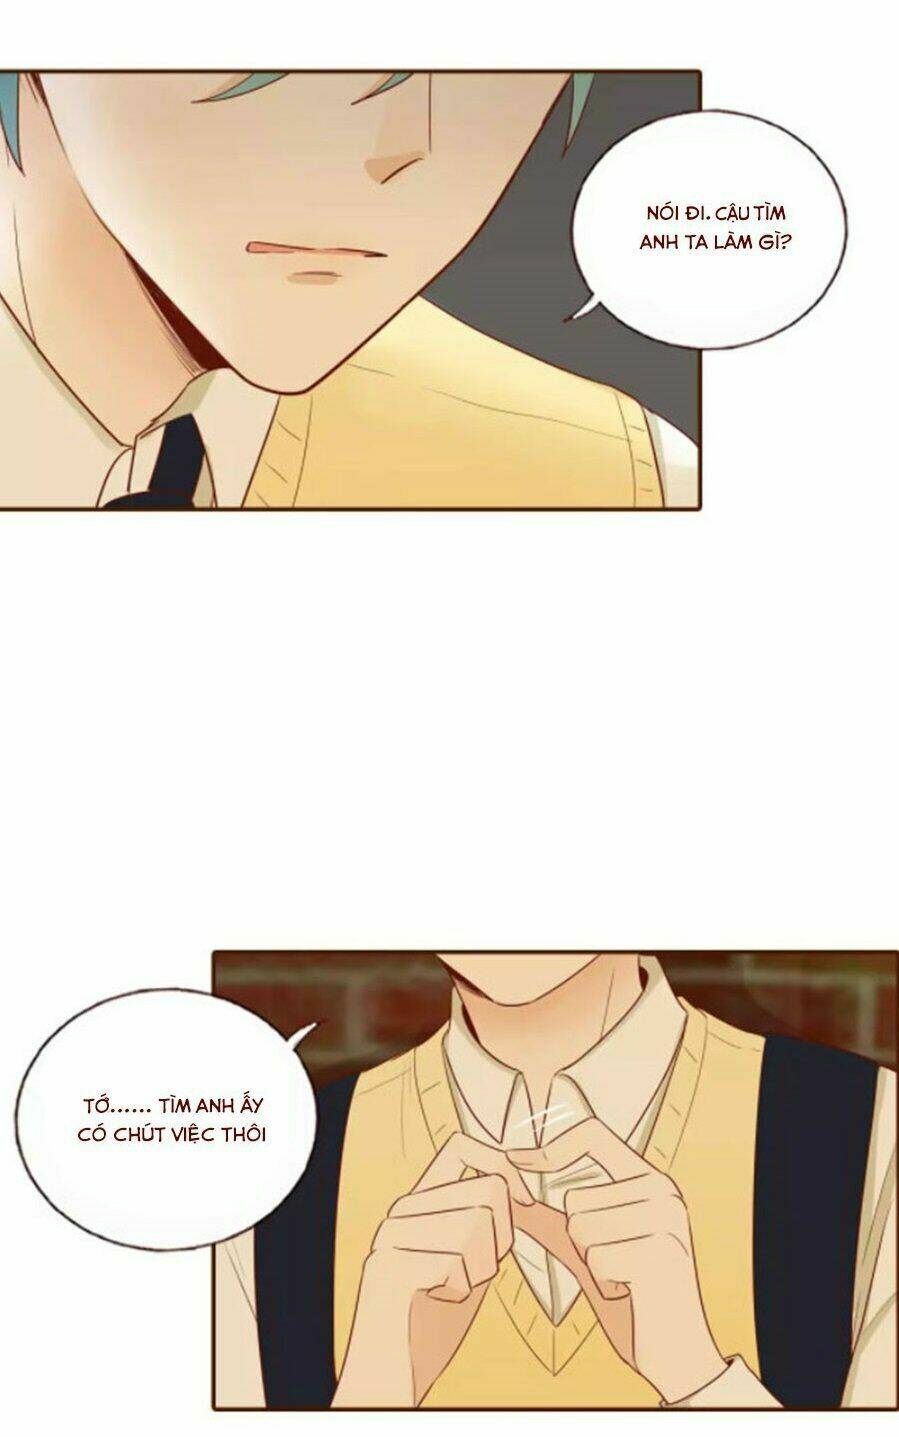 NÓI ĐI. CẬU TÌM
ANH TA LÀM GÌ?
TỚ...... TÌM ANH ẤY
CÓ CHÚT VIỆC THÔI